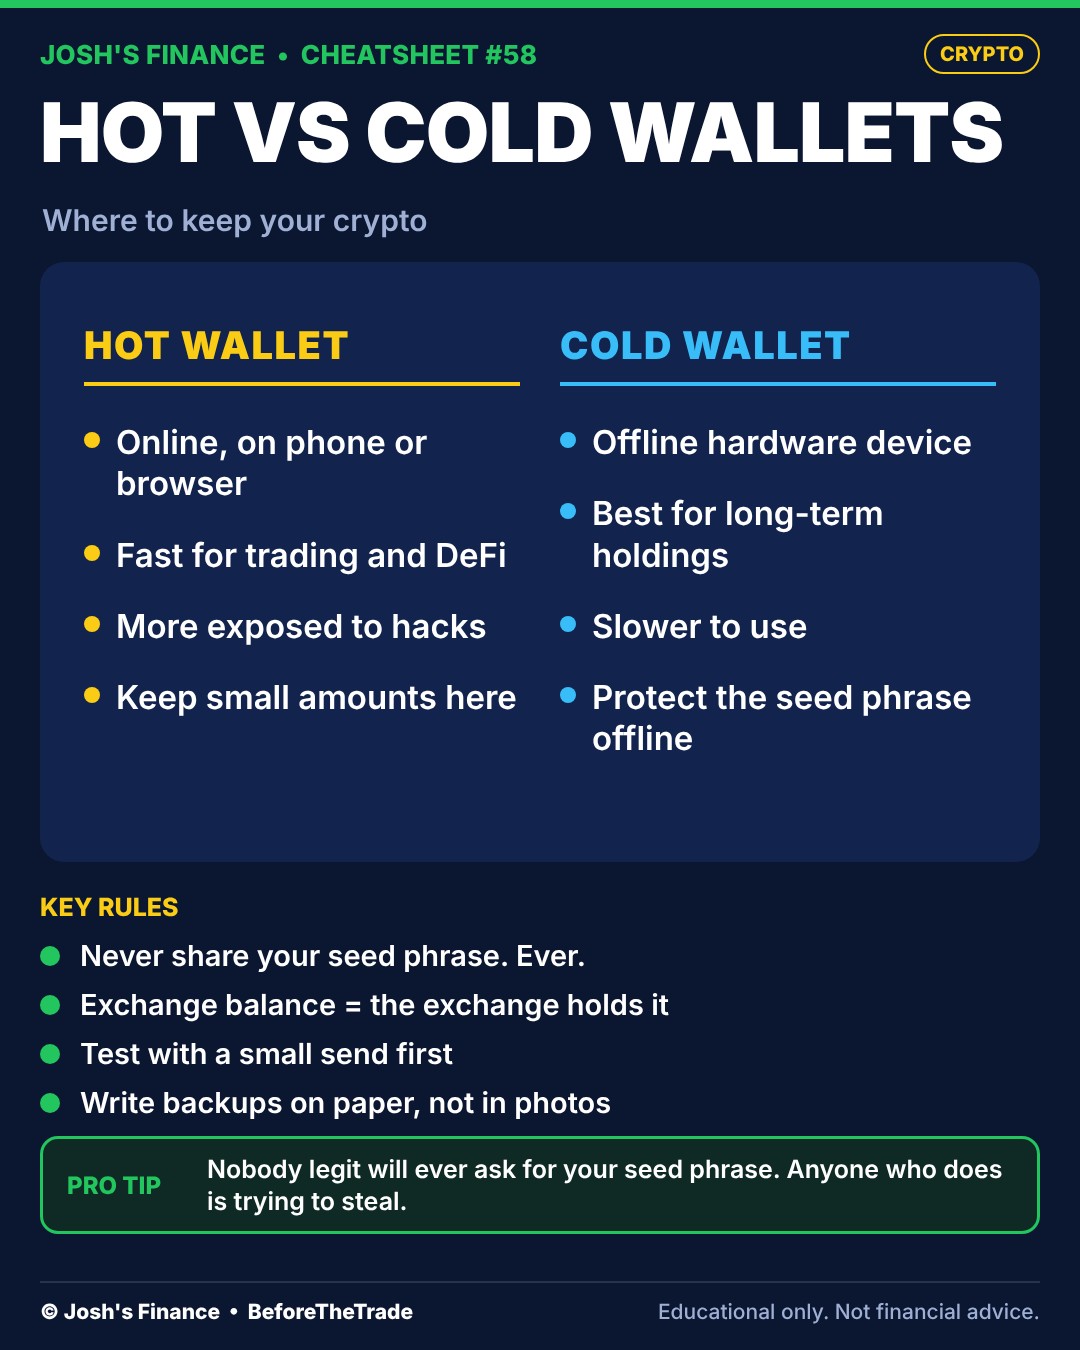 JOSH'S FINANCE • CHEATSHEET #58
CRYPTO
HOT VS COLD WALLETS
Where to keep your crypto
HOT WALLET
Online, on phone or
browser
Fast for trading and DeFi
More exposed to hacks
Keep small amounts here
COLD WALLET
Offline hardware device
Best for long-term
holdings
Slower to use
Protect the seed phrase
offline
KEY RULES
Never share your seed phrase. Ever.
Exchange balance = the exchange holds it
Test with a small send first
Write backups on paper, not in photos
PRO TIP
Nobody legit will ever ask for your seed phrase. Anyone who does
is trying to steal.
© Josh's Finance • BeforeTheTrade
Educational only. Not financial advice.